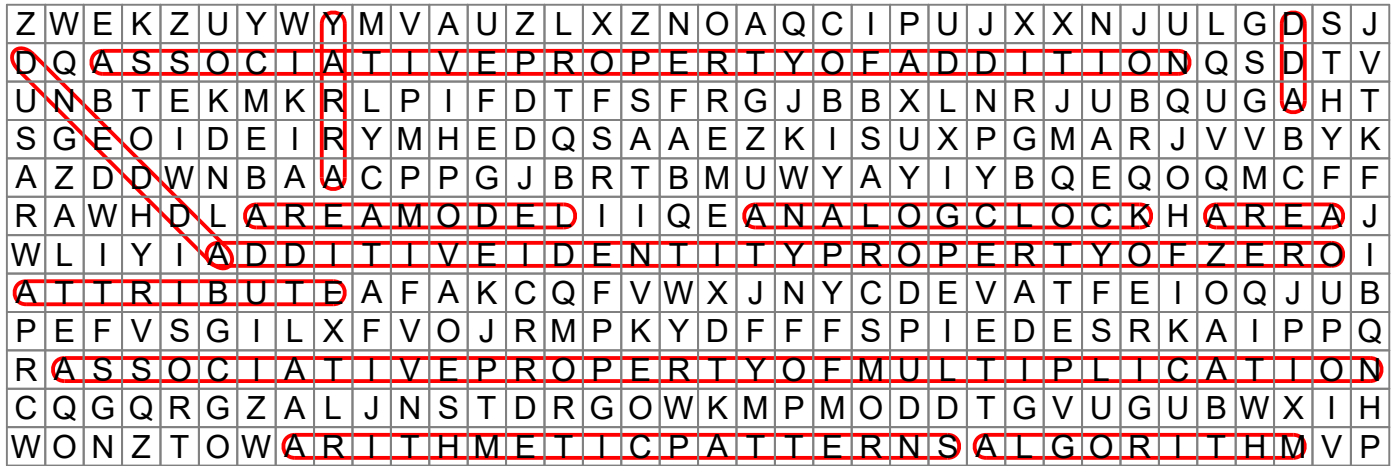 Z W E K Z U Y W Y M V A U Z L X Z N O A Q C I P U J X X N J U L G D S J
D Q A S S O C I A T I V E P R O P E R T Y O F A D D I T I O N Q S D T V
U N B T E K M K R L P I F D T F S F R G J B B X L N R J U B Q U G A H T
S G E O I D E I R Y M H E D Q S A A E Z K I S U X P G M A R J V V B Y K
A Z D D W N B A A C P P G J B R T B M U W Y A Y I Y B Q E Q O Q M C F F
R A W H D L A R E A M O D E L I I Q E A N A L O G C L O C K H A R E A J
W L I Y I A D D I T I V E I D E N T I T Y P R O P E R T Y O F Z E R O I
A T T R I B U T E A F A K C Q F V W X J N Y C D E V A T F E I O Q J U B
P E F V S G I L X F V O J R M P K Y D F F F S P I E D E S R K A I P P Q
R A S S O C I A T I V E P R O P E R T Y O F M U L T I P L I C A T I O N
C Q G Q R G Z A L J N S T D R G O W K M P M O D D T G V U G U B W X I H
W O N Z T O W A R I T H M E T I C P A T T E R N S A L G O R I T H M V P